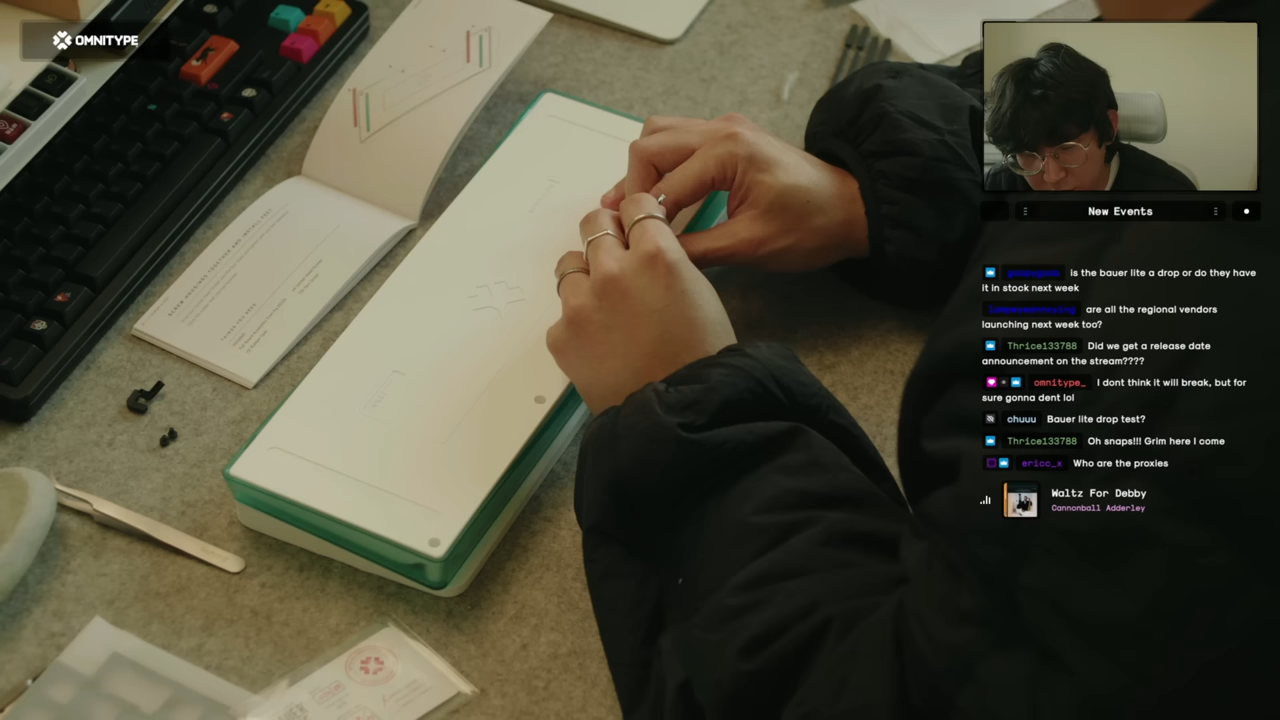 OMNITYPE
New Events
is the bauer lite a drop or do they have
it in stock next week
are all the regional vendors
launching next week too?
Thrice133788 Did we get a release date
announcement on the stream????
omnitype_ I dont think it will break, but for
sure gonna dent lol
chuuu Bauer lite drop test?
Thrice133788 Oh snaps!!! Grim here I come
ericc_x Who are the proxies
Waltz For Debby
Cannonball Adderley